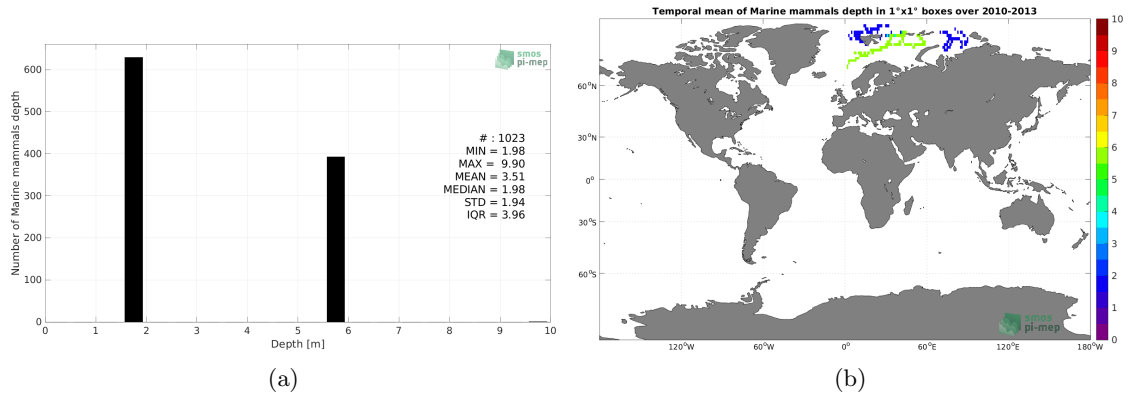 Temporal mean of Marine mammals depth in 1°x1° boxes over 2010-2013
smos
pi-mep
# : 1023
MIN = 1.98
MAX = 9.90
MEAN = 3.51
MEDIAN = 1.98
STD = 1.94
IQR = 3.96
Number of Marine mammals depth
600
500
400
300
200
100
0
0 1 2 3 4 5 6 7 8 9 10
Depth [m]
(a)
60°N
30°N
0°
30°S
60°S
120°W 60°W 0° 60°E 120°E 180°W
smos
pi-mep
10
9
8
7
6
5
4
3
2
1
0
(b)